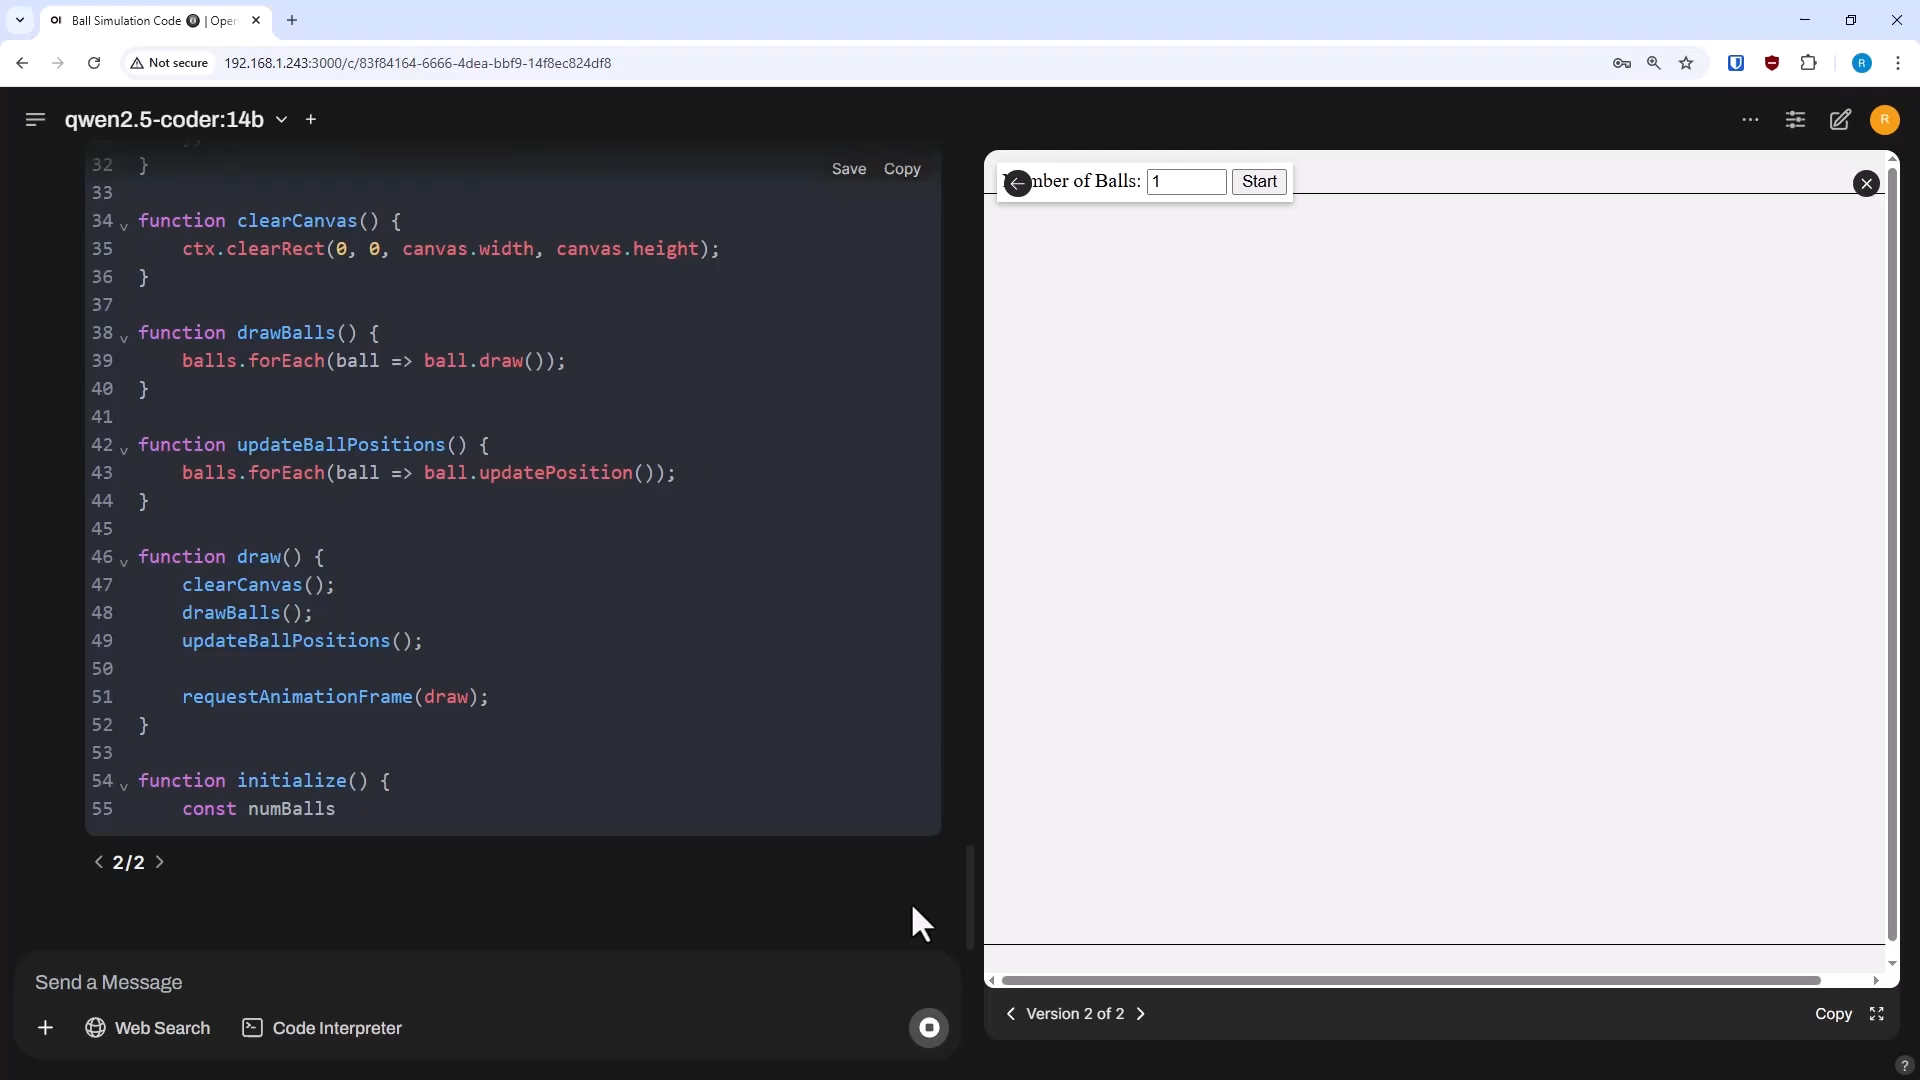 OI Ball Simulation Code | Open
Not secure 192.168.1.243:3000/c/83f84164-6666-4dea-bbf9-14f8ec824df8
R
qwen2.5-coder:14b
R
32 }
Save Copy
33
34 function clearCanvas() {
35 ctx.clearRect(0, 0, canvas.width, canvas.height);
36 }
37
38 function drawBalls() {
39 balls.forEach(ball => ball.draw());
40 }
41
42 function updateBallPositions() {
43 balls.forEach(ball => ball.updatePosition());
44 }
45
46 function draw() {
47 clearCanvas();
48 drawBalls();
49 updateBallPositions();
50
51 requestAnimationFrame(draw);
52 }
53
54 function initialize() {
55 const numBalls
2/2
Send a Message
Web Search Code Interpreter
mber of Balls: 1 Start
Version 2 of 2 Copy
?